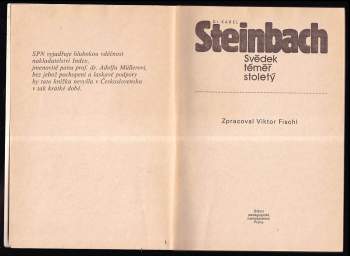 SPN vyjadřuje hlubokou vděčnost
nakladatelství Index,
jmenovitě panu prof. dr. Adolfu Müllerovi,
bez jehož pochopení a laskavé podpory
by tato knížka nevyšla v Československu
v tak krátké době.
Dr. KAREL
Steinbach
Svědek
téměř
stoletý
Zpracoval Viktor Fischl
Státní
pedagogické
nakladatelství
Praha